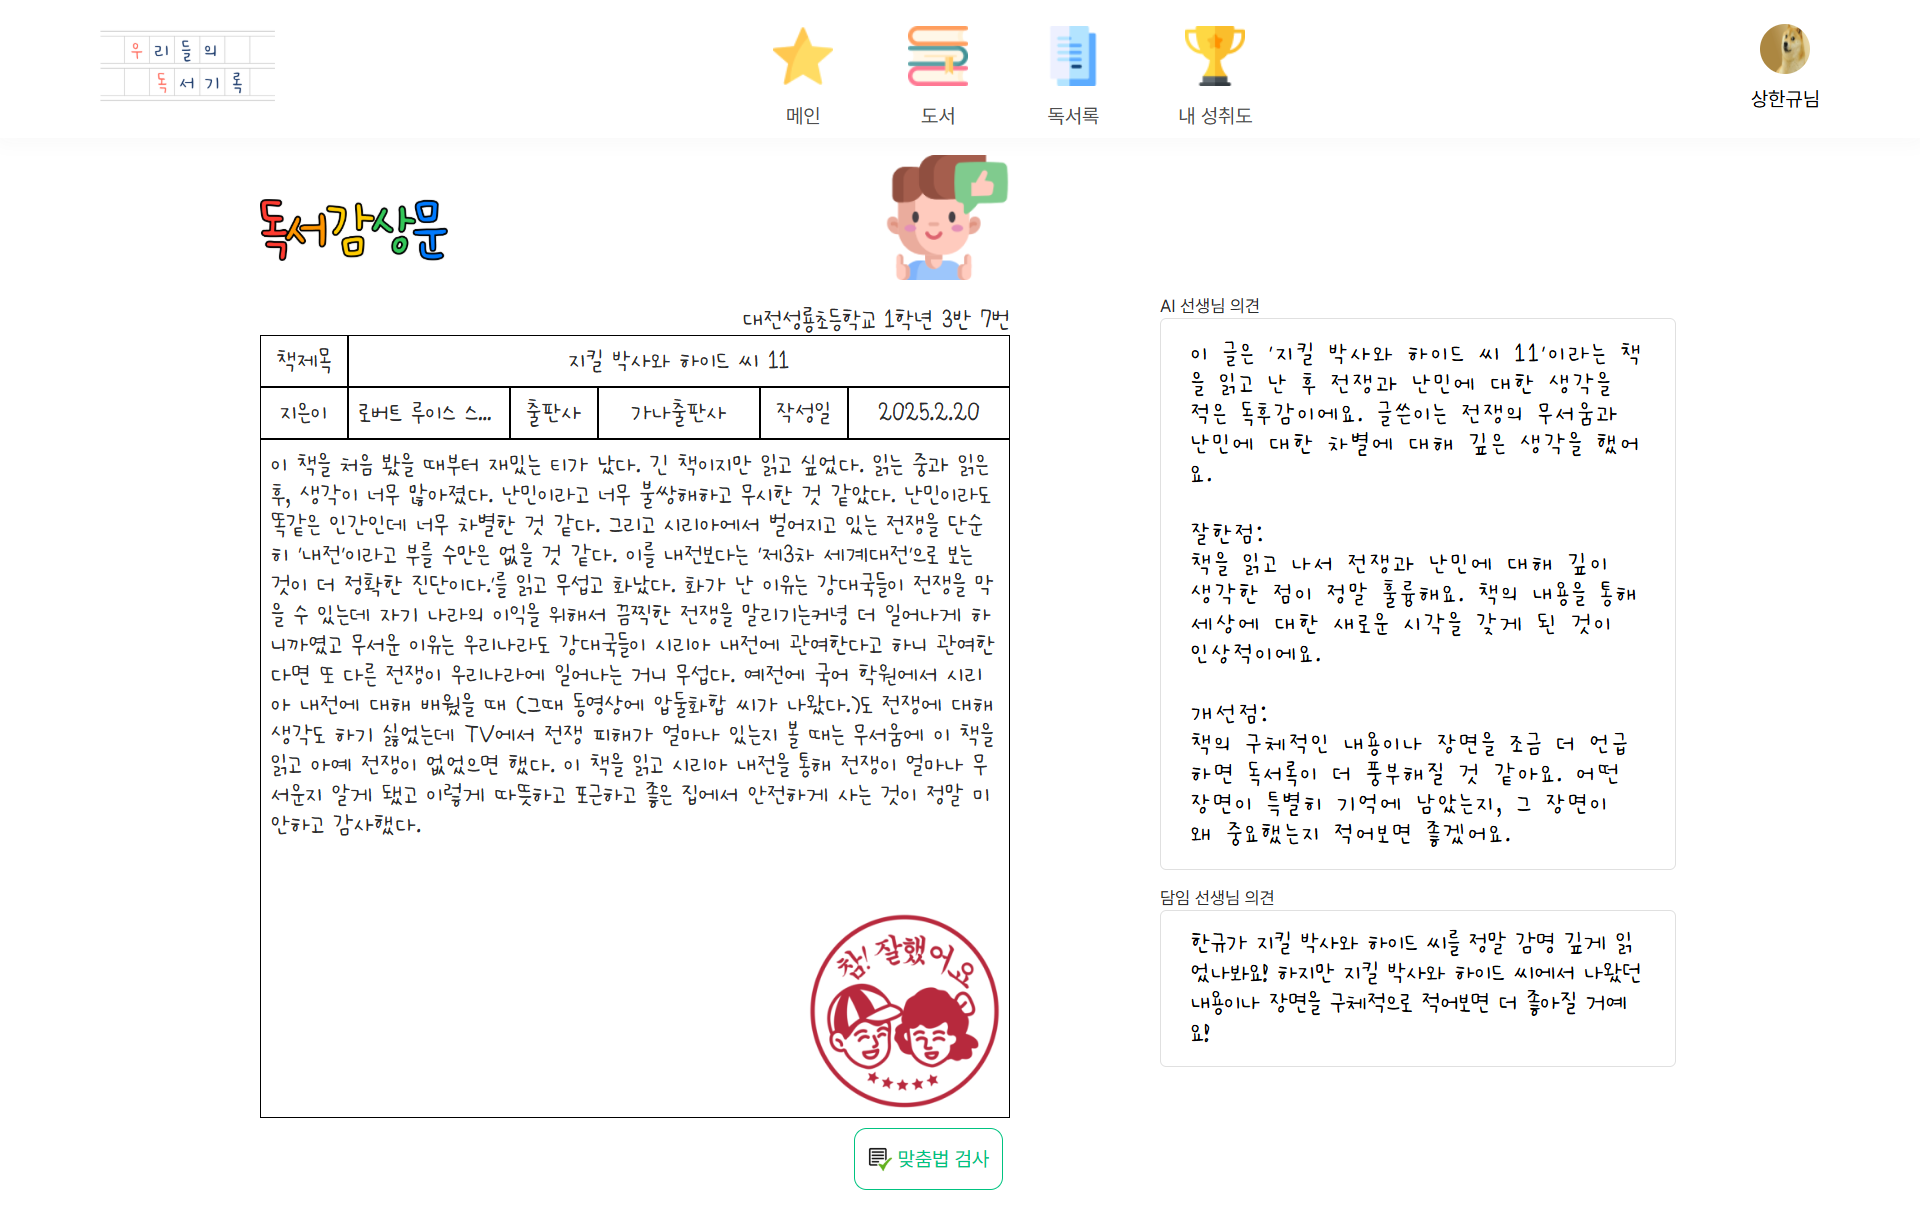 우리들의
독서기록
메인
도서
독서록
내 성취도
상한규님
독서감상문
대전성룡초등학교 1학년 3반 7번
책제목
지킬 박사와 하이드 씨 11
지은이
로버트 루이스 스...
출판사
가나출판사
작성일
2025.2.20
이 책을 처음 봤을 때부터 재밌는 티가 났다. 긴 책이지만 읽고 싶었다. 읽는 중과 읽은
후, 생각이 너무 많아졌다. 난민이라고 너무 불쌍해하고 무시한 것 같았다. 난민이라도
똑같은 인간인데 너무 차별한 것 같다. 그리고 시리아에서 벌어지고 있는 전쟁을 단순
히 '내전'이라고 부를 수만은 없을 것 같다. 이를 내전보다는 '제3차 세계대전'으로 보는
것이 더 정확한 진단이다.'를 읽고 무섭고 화났다. 화가 난 이유는 강대국들이 전쟁을 막
을 수 있는데 자기 나라의 이익을 위해서 끔찍한 전쟁을 말리기는커녕 더 일어나게 하
니까였고 무서운 이유는 우리나라도 강대국들이 시리아 내전에 관여한다고 하니 관여한
다면 또 다른 전쟁이 우리나라에 일어나는 거니 무섭다. 예전에 국어 학원에서 시리
아 내전에 대해 배웠을 때 (그때 동영상에 압둘화합 씨가 나왔다.)도 전쟁에 대해
생각도 하기 싫었는데 TV에서 전쟁 피해가 얼마나 있는지 볼 때는 무서움에 이 책을
읽고 아예 전쟁이 없었으면 했다. 이 책을 읽고 시리아 내전을 통해 전쟁이 얼마나 무
서운지 알게 됐고 이렇게 따뜻하고 포근하고 좋은 집에서 안전하게 사는 것이 정말 미
안하고 감사했다.
참! 잘했어요
맞춤법 검사
AI 선생님 의견
이 글은 '지킬 박사와 하이드 씨 11'이라는 책
을 읽고 난 후 전쟁과 난민에 대한 생각을
적은 독후감이에요. 글쓴이는 전쟁의 무서움과
난민에 대한 차별에 대해 깊은 생각을 했어
요.
잘한점:
책을 읽고 나서 전쟁과 난민에 대해 깊이
생각한 점이 정말 훌륭해요. 책의 내용을 통해
세상에 대한 새로운 시각을 갖게 된 것이
인상적이에요.
개선점:
책의 구체적인 내용이나 장면을 조금 더 언급
하면 독서록이 더 풍부해질 것 같아요. 어떤
장면이 특별히 기억에 남았는지, 그 장면이
왜 중요했는지 적어보면 좋겠어요.
담임 선생님 의견
한규가 지킬 박사와 하이드 씨를 정말 감명 깊게 읽
었나봐요! 하지만 지킬 박사와 하이드 씨에서 나왔던
내용이나 장면을 구체적으로 적어보면 더 좋아질 거예
요!